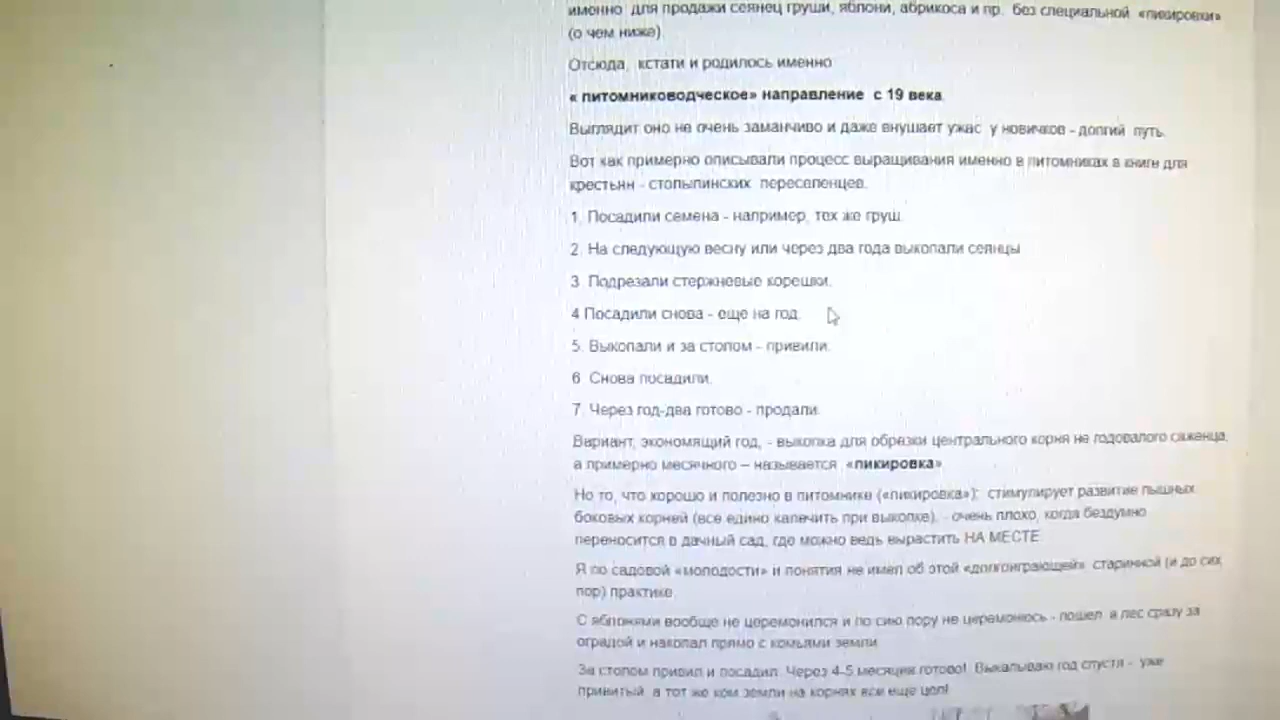 именно для продажи сеянец груши, яблони, абрикоса и пр. без специальной «пикировки»
(о чем ниже)
Отсюда, кстати и родилось именно
« питомниководческое» направление с 19 века.
Выглядит оно не очень заманчиво и даже внушает ужас у новичков - долгий путь.
Вот как примерно описывали процесс выращивания именно в питомниках в книге для
крестьян - столыпинских переселенцев.
1. Посадили семена - например, тех же груш.
2. На следующую весну или через два года выкопали сеянцы
3. Подрезали стержневые корешки.
4 Посадили снова - еще на год.
5. Выкопали и за столом - привили.
6. Снова посадили.
7. Через год-два готово - продали.
Вариант, экономящий год, - выкопка для обрезки центрального корня не годовалого саженца,
а примерно месячного – называется «пикировка»
Но то, что хорошо и полезно в питомнике («пикировка»): стимулирует развитие пышных
боковых корней (все едино калечить при выкопке), - очень плохо, когда бездумно
переносится в дачный сад, где можно ведь вырастить НА МЕСТЕ
Я по садовой «молодости» и понятия не имел об этой «долгоиграющей» старинной (и до сих
пор) практике.
С яблонями вообще не церемонился и по сию пору не церемонюсь - пошел в лес сразу за
оградой и накопал прямо с комьями земли
За столом привил и посадил. Через 4-5 месяцев готово! Выкапываю год спустя - уже
привитый, а тот же ком земли на корнях все еще цел!